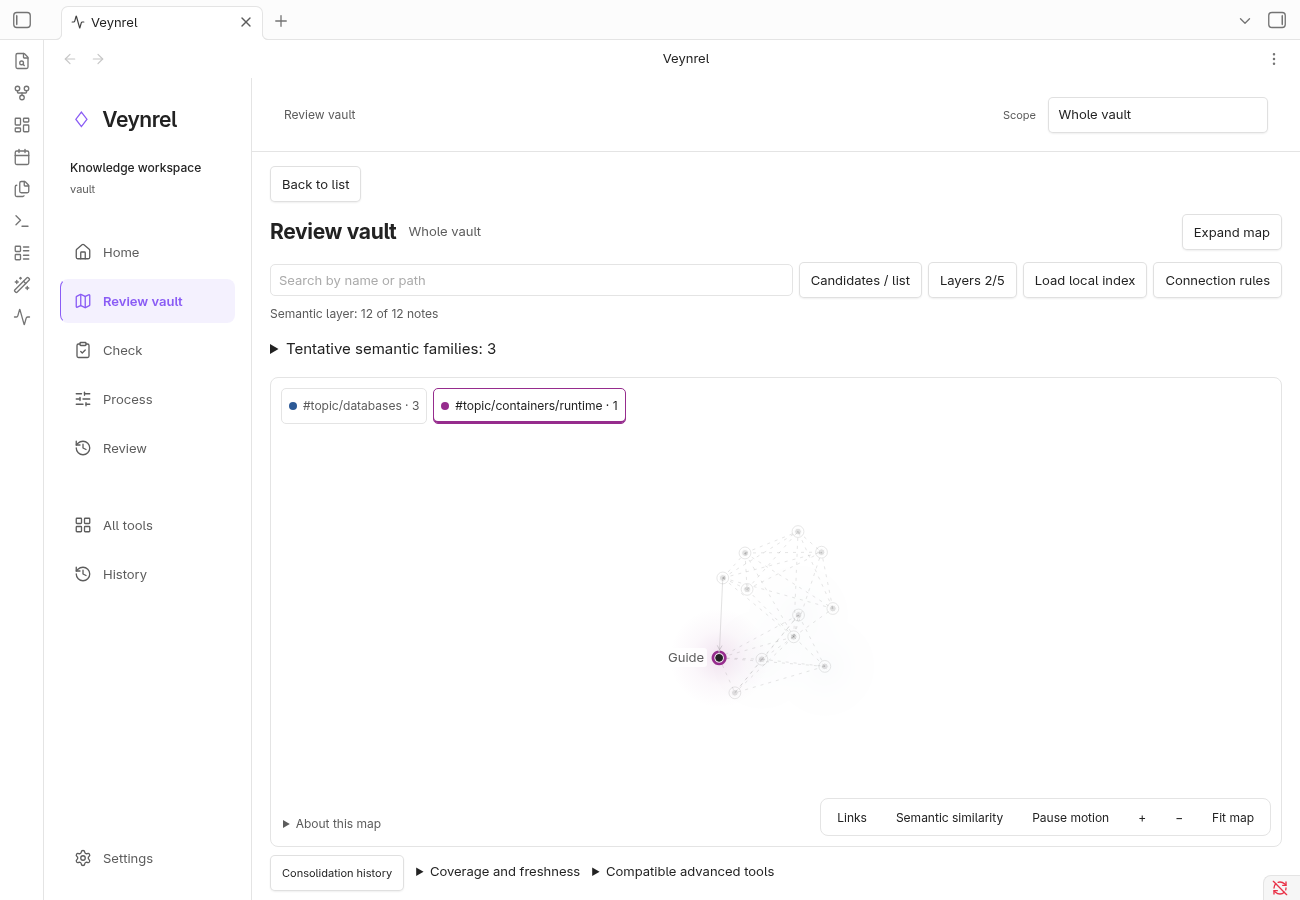 Veynrel
Veynrel
Veynrel
Knowledge workspace
vault
Home
Review vault
Check
Process
Review
All tools
History
Settings
Review vault
Scope
Whole vault
Back to list
Review vault
Whole vault
Expand map
Search by name or path
Candidates / list
Layers 2/5
Load local index
Connection rules
Semantic layer: 12 of 12 notes
Tentative semantic families: 3
#topic/databases · 3
#topic/containers/runtime · 1
Guide
About this map
Links
Semantic similarity
Pause motion
+
−
Fit map
Consolidation history
Coverage and freshness
Compatible advanced tools